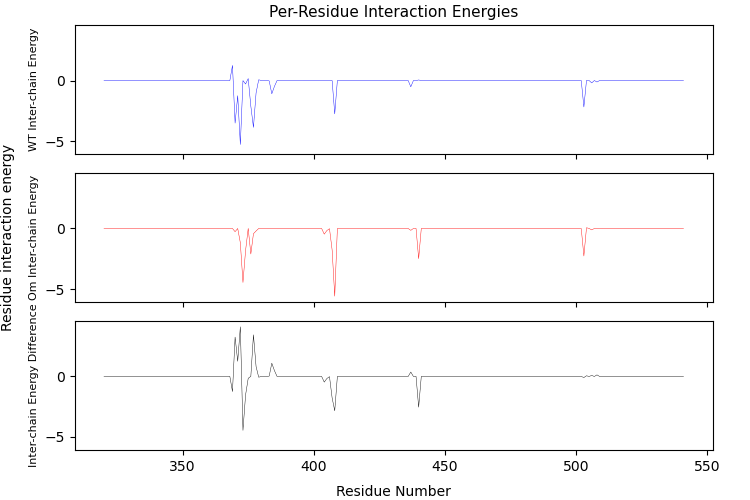 Per-Residue Interaction Energies
Residue interaction energy
WT Inter-chain Energy
0
−5
Om Inter-chain Energy
0
−5
Inter-chain Energy Difference
0
−5
350
400
450
500
550
Residue Number